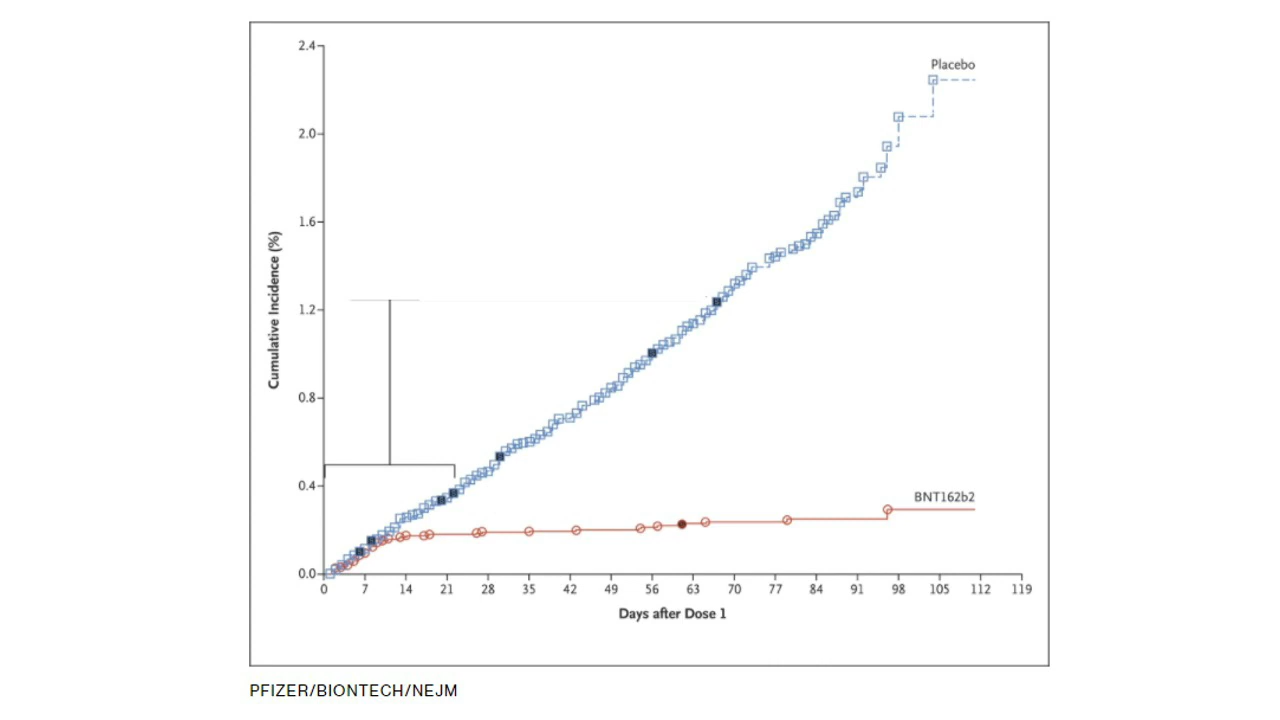 2.4
Placebo
2.0
1.6
1.2
0.8
0.4
0.0
Cumulative Incidence (%)
BNT162b2
0 7 14 21 28 35 42 49 56 63 70 77 84 91 98 105 112 119
Days after Dose 1
PFIZER/BIONTECH/NEJM